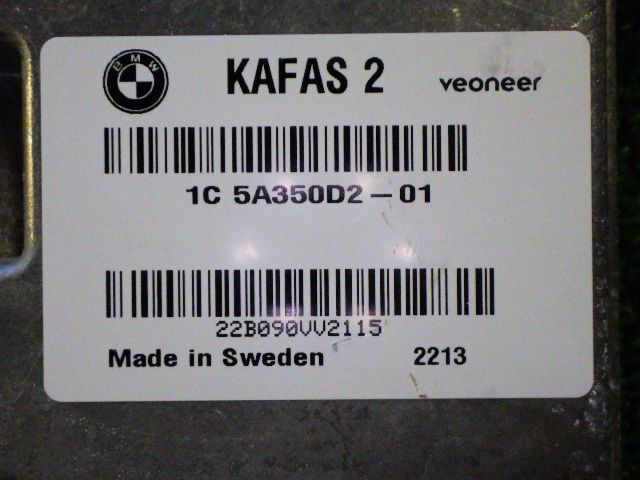 BMW
KAFAS 2 veoneer
1C 5A350D2-01
22B090VV2115
Made in Sweden 2213